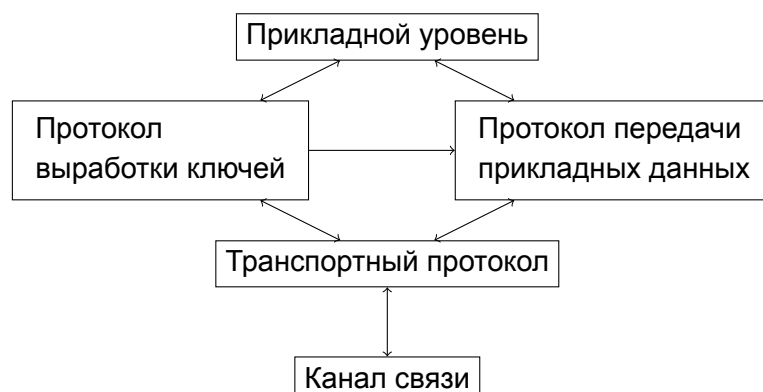 Прикладной уровень
Протокол
выработки ключей
Протокол передачи
прикладных данных
Транспортный протокол
Канал связи